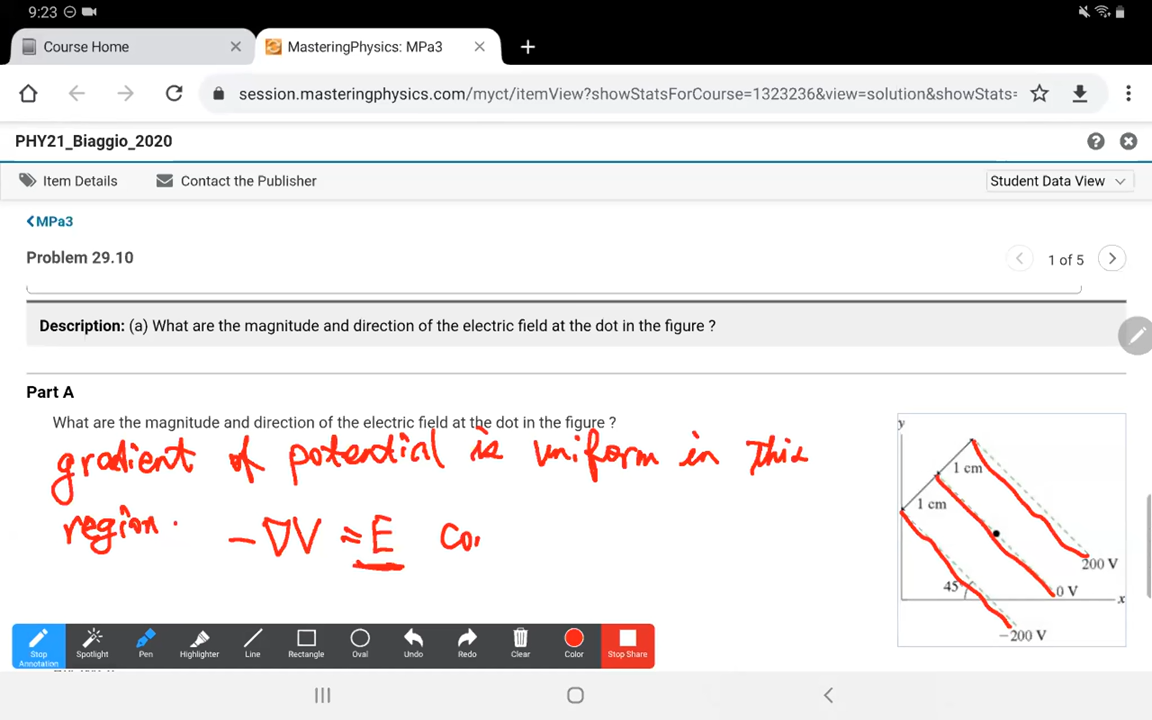 9:23
Course Home
MasteringPhysics: MPa3
session.masteringphysics.com/myct/itemView?showStatsForCourse=1323236&view=solution&showStats=
PHY21_Biaggio_2020
Item Details
Contact the Publisher
Student Data View
MPa3
Problem 29.10
1 of 5
Description: (a) What are the magnitude and direction of the electric field at the dot in the figure ?
Part A
What are the magnitude and direction of the electric field at the dot in the figure ?
gradient of potential is uniform in this
region.
-∇V = E con
y
1 cm
1 cm
200 V
45°
0 V
x
-200 V
Stop Annotation
Spotlight
Pen
Highlighter
Line
Rectangle
Oval
Undo
Redo
Clear
Color
Stop Share